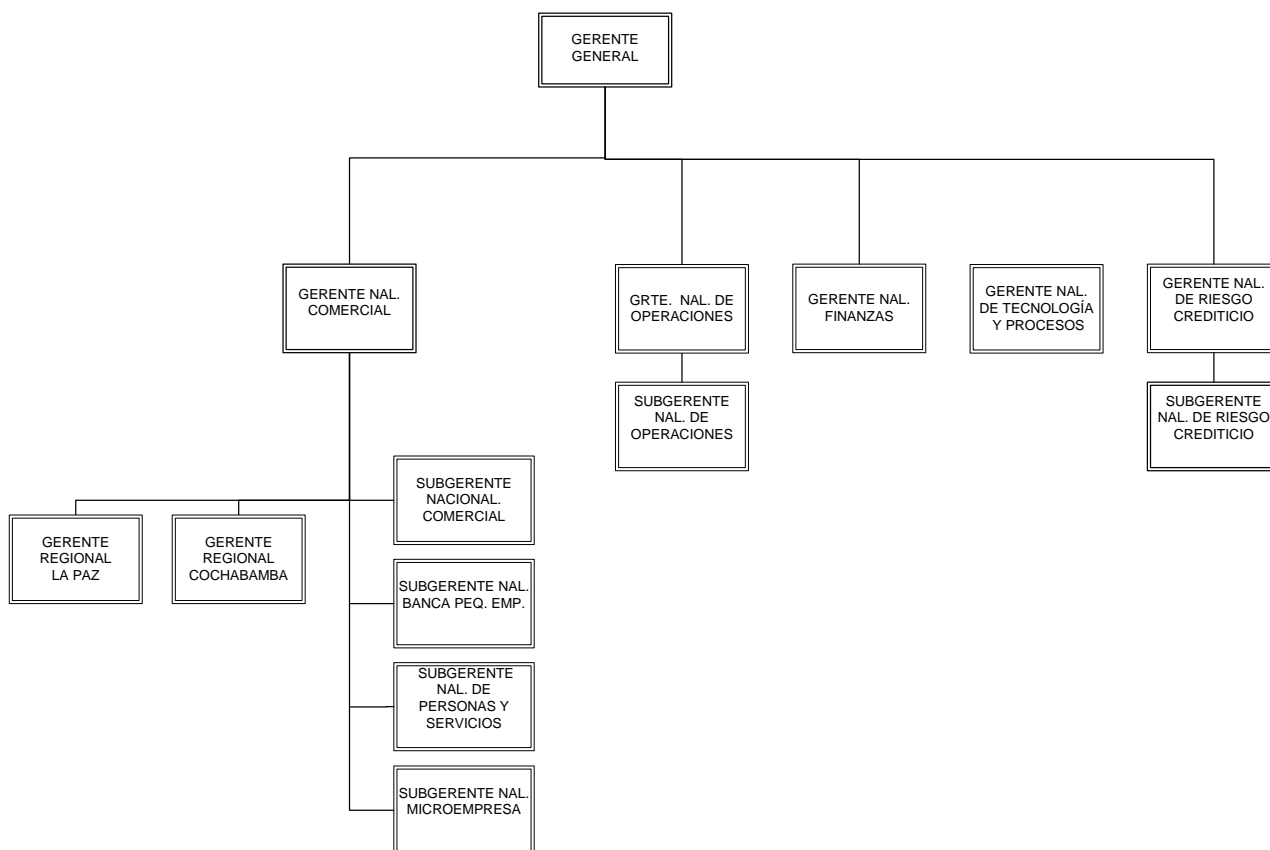 GERENTE
GENERAL
GERENTE NAL.
COMERCIAL
GRTE. NAL. DE
OPERACIONES
GERENTE NAL.
FINANZAS
GERENTE NAL.
DE TECNOLOGÍA
Y PROCESOS
GERENTE NAL.
DE RIESGO
CREDITICIO
SUBGERENTE
NAL. DE
OPERACIONES
SUBGERENTE
NAL. DE RIESGO
CREDITICIO
SUBGERENTE
NACIONAL.
COMERCIAL
GERENTE
REGIONAL
LA PAZ
GERENTE
REGIONAL
COCHABAMBA
SUBGERENTE NAL.
BANCA PEQ. EMP.
SUBGERENTE
NAL. DE
PERSONAS Y
SERVICIOS
SUBGERENTE NAL.
MICROEMPRESA